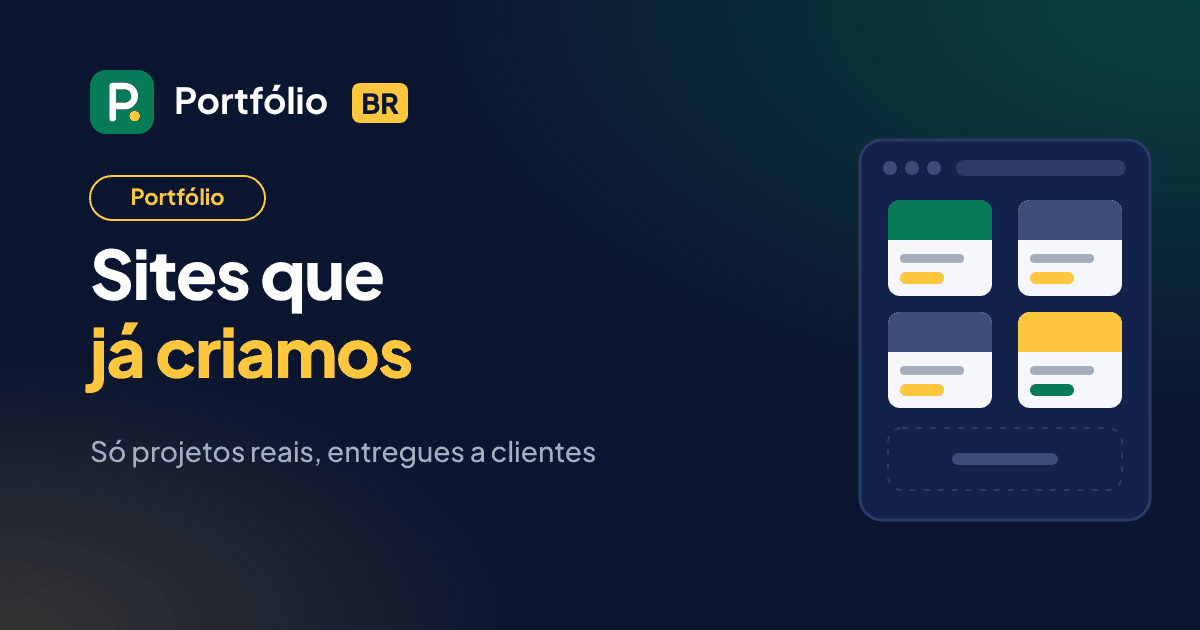 P.
Portfólio BR
Portfólio
Sites que
já criamos
Só projetos reais, entregues a clientes